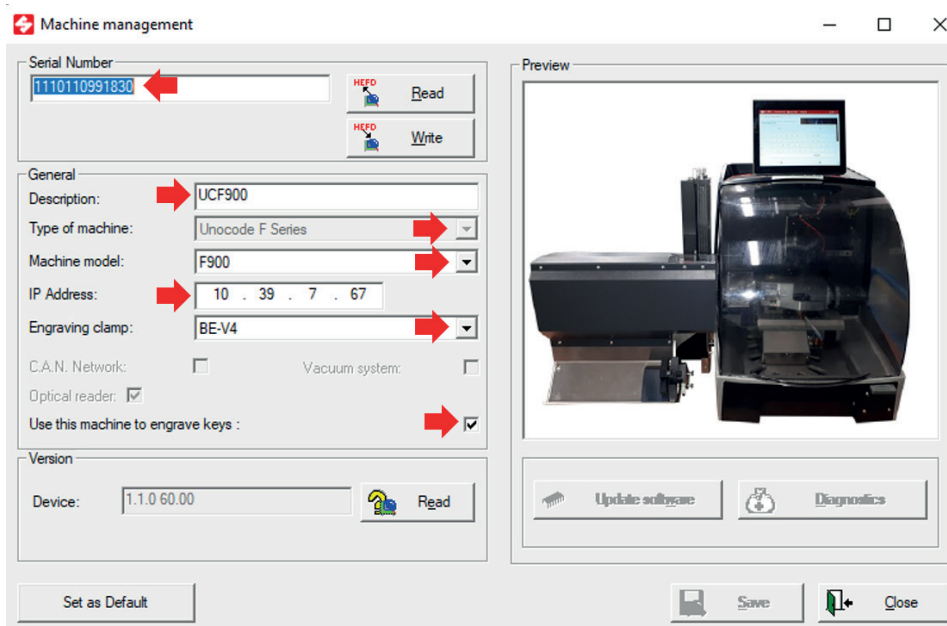 Machine management
Serial Number
1110110991830
HEFD
Read
HEFD
Write
General
Description:
UCF900
Type of machine:
Unocode F Series
Machine model:
F900
IP Address:
10 . 39 . 7 . 67
Engraving clamp:
BE-V4
C.A.N. Network:
Vacuum system:
Optical reader:
Use this machine to engrave keys :
Version
Device:
1.1.0 60.00
Read
Set as Default
Preview
Update software
Diagnostics
Save
Close